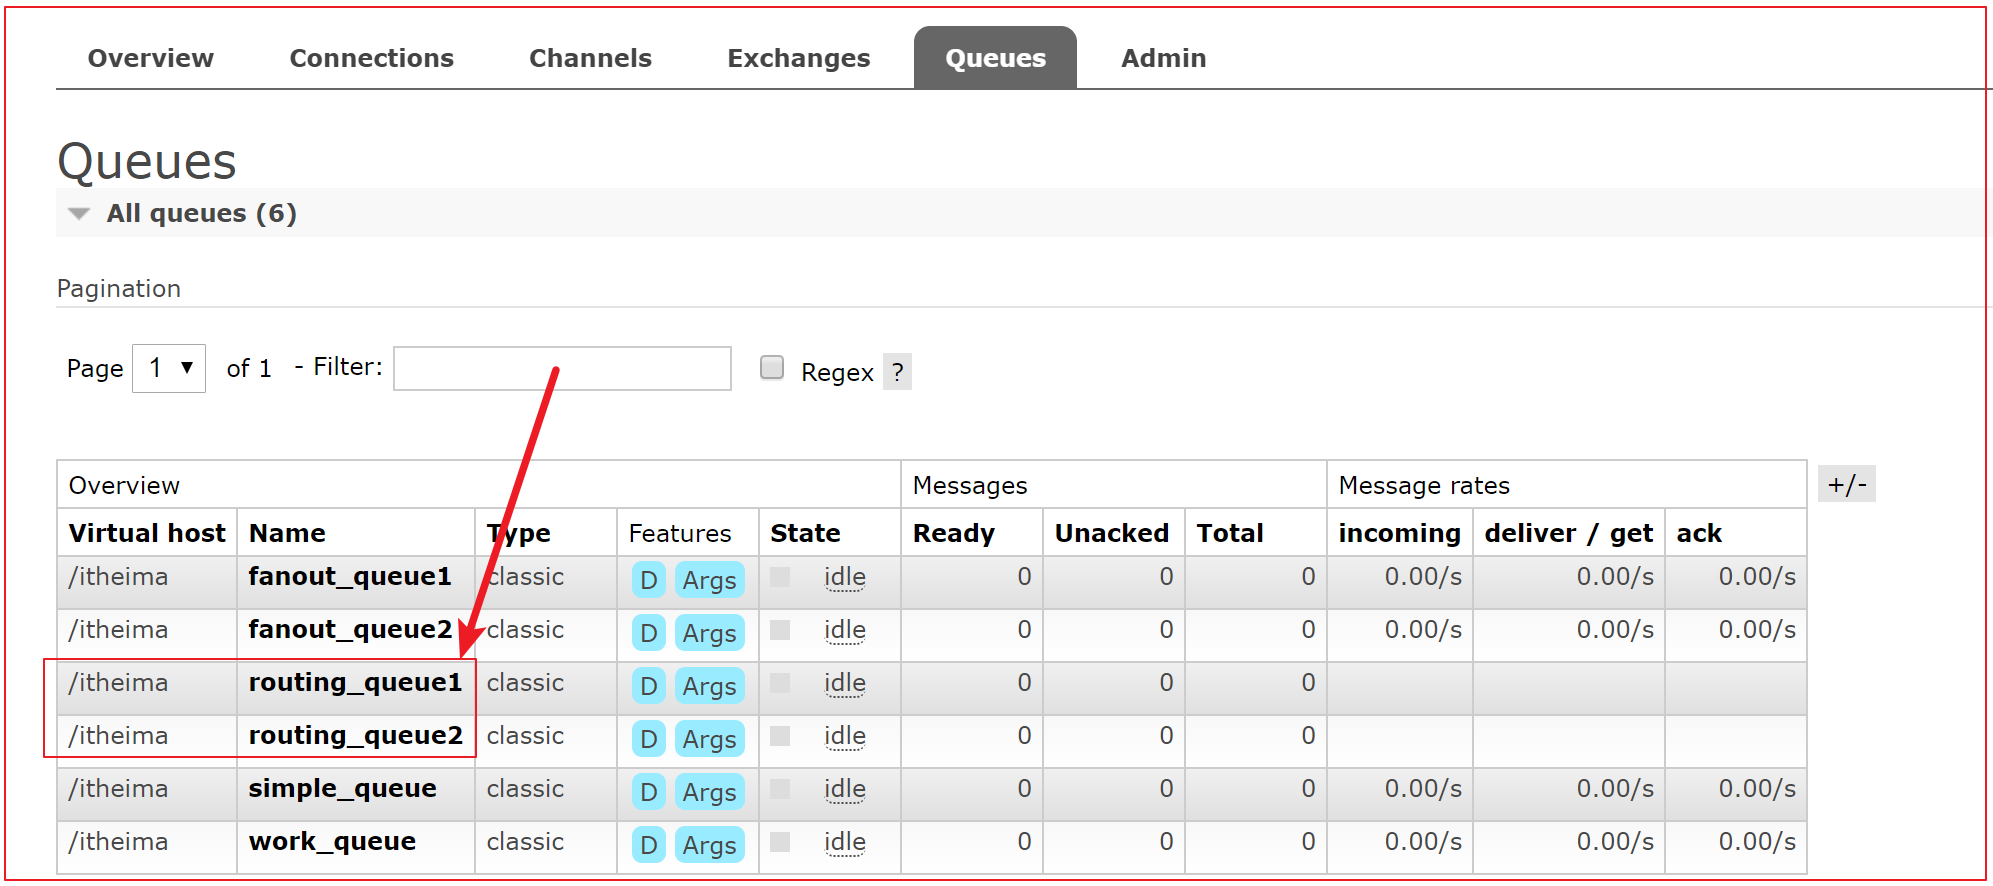 Overview Connections Channels Exchanges Queues Admin
Queues
All queues (6)
Pagination
Page 1 of 1 - Filter: Regex ?
Overview Messages Message rates +/-
Virtual host Name Type Features State Ready Unacked Total incoming deliver / get ack
/itheima fanout_queue1 classic D Args idle 0 0 0 0.00/s 0.00/s 0.00/s
/itheima fanout_queue2 classic D Args idle 0 0 0 0.00/s 0.00/s 0.00/s
/itheima routing_queue1 classic D Args idle 0 0 0
/itheima routing_queue2 classic D Args idle 0 0 0
/itheima simple_queue classic D Args idle 0 0 0 0.00/s 0.00/s 0.00/s
/itheima work_queue classic D Args idle 0 0 0 0.00/s 0.00/s 0.00/s